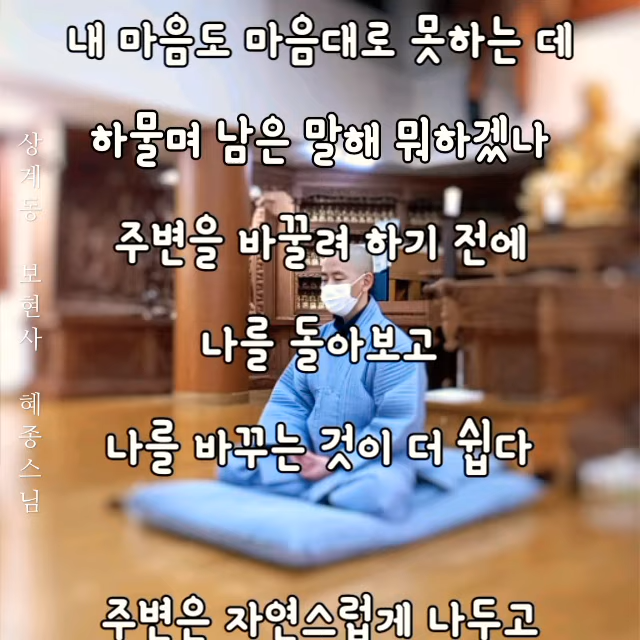 내 마음도 마음대로 못하는 데
하물며 남은 말해 뭐하겠나
주변을 바꿀려 하기 전에
나를 돌아보고
나를 바꾸는 것이 더 쉽다
주변은 자연스럽게 나두고
상계동 보현사 혜종스님